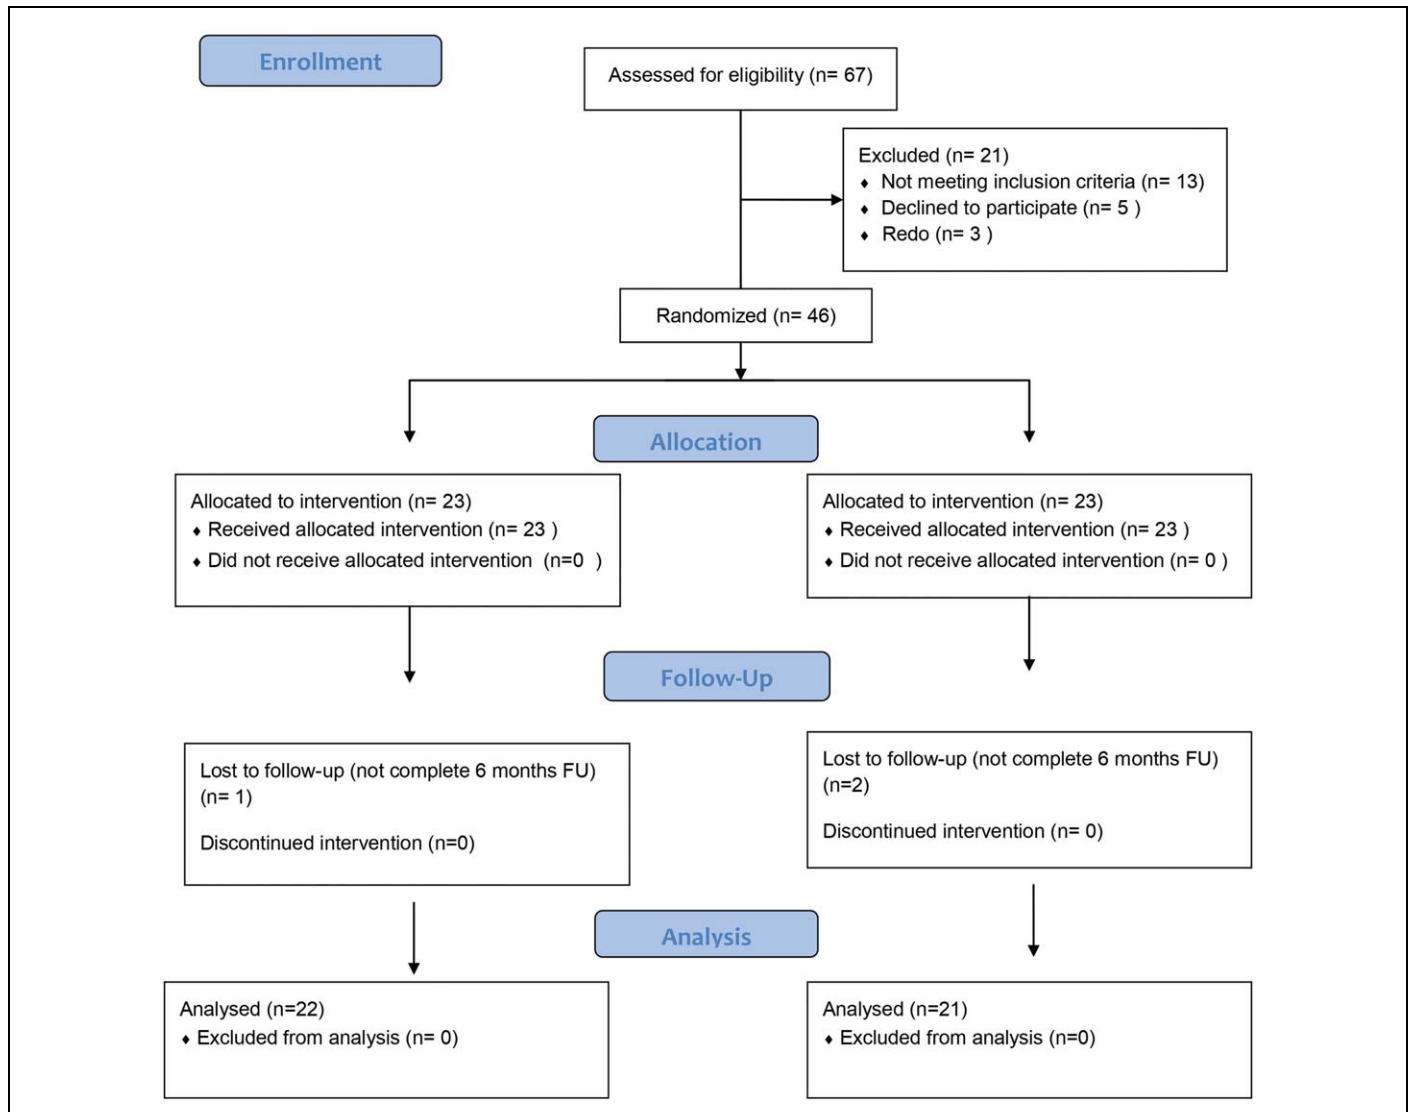 Enrollment
Assessed for eligibility (n= 67)
Excluded (n= 21)
♦ Not meeting inclusion criteria (n= 13)
♦ Declined to participate (n= 5 )
♦ Redo (n= 3 )
Randomized (n= 46)
Allocation
Allocated to intervention (n= 23)
♦ Received allocated intervention (n= 23 )
♦ Did not receive allocated intervention (n=0 )
Allocated to intervention (n= 23)
♦ Received allocated intervention (n= 23 )
♦ Did not receive allocated intervention (n= 0 )
Follow-Up
Lost to follow-up (not complete 6 months FU)
(n= 1)
Discontinued intervention (n=0)
Lost to follow-up (not complete 6 months FU)
(n=2)
Discontinued intervention (n= 0)
Analysis
Analysed (n=22)
♦ Excluded from analysis (n= 0)
Analysed (n=21)
♦ Excluded from analysis (n=0)